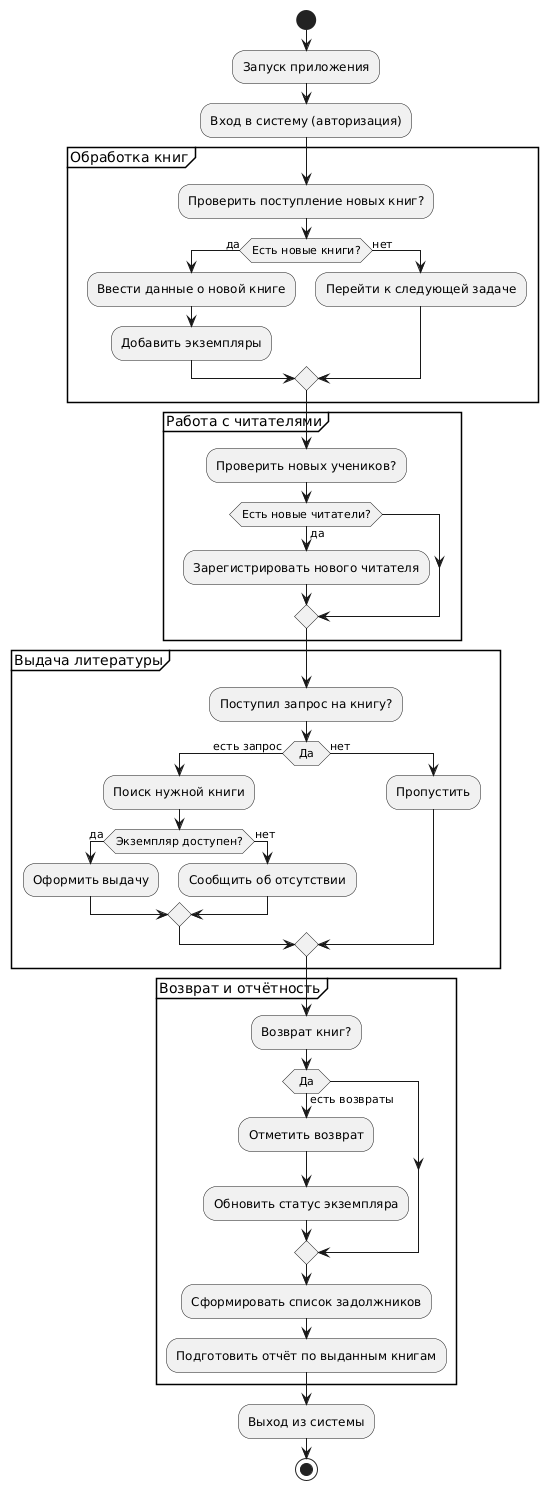 Запуск приложения
Вход в систему (авторизация)
Обработка книг
Проверить поступление новых книг?
да
Есть новые книги?
нет
Ввести данные о новой книге
Перейти к следующей задаче
Добавить экземпляры
Работа с читателями
Проверить новых учеников?
Есть новые читатели?
да
Зарегистрировать нового читателя
Выдача литературы
Поступил запрос на книгу?
есть запрос
Да
нет
Поиск нужной книги
Пропустить
да
Экземпляр доступен?
нет
Оформить выдачу
Сообщить об отсутствии
Возврат и отчётность
Возврат книг?
Да
есть возвраты
Отметить возврат
Обновить статус экземпляра
Сформировать список задолжников
Подготовить отчёт по выданным книгам
Выход из системы